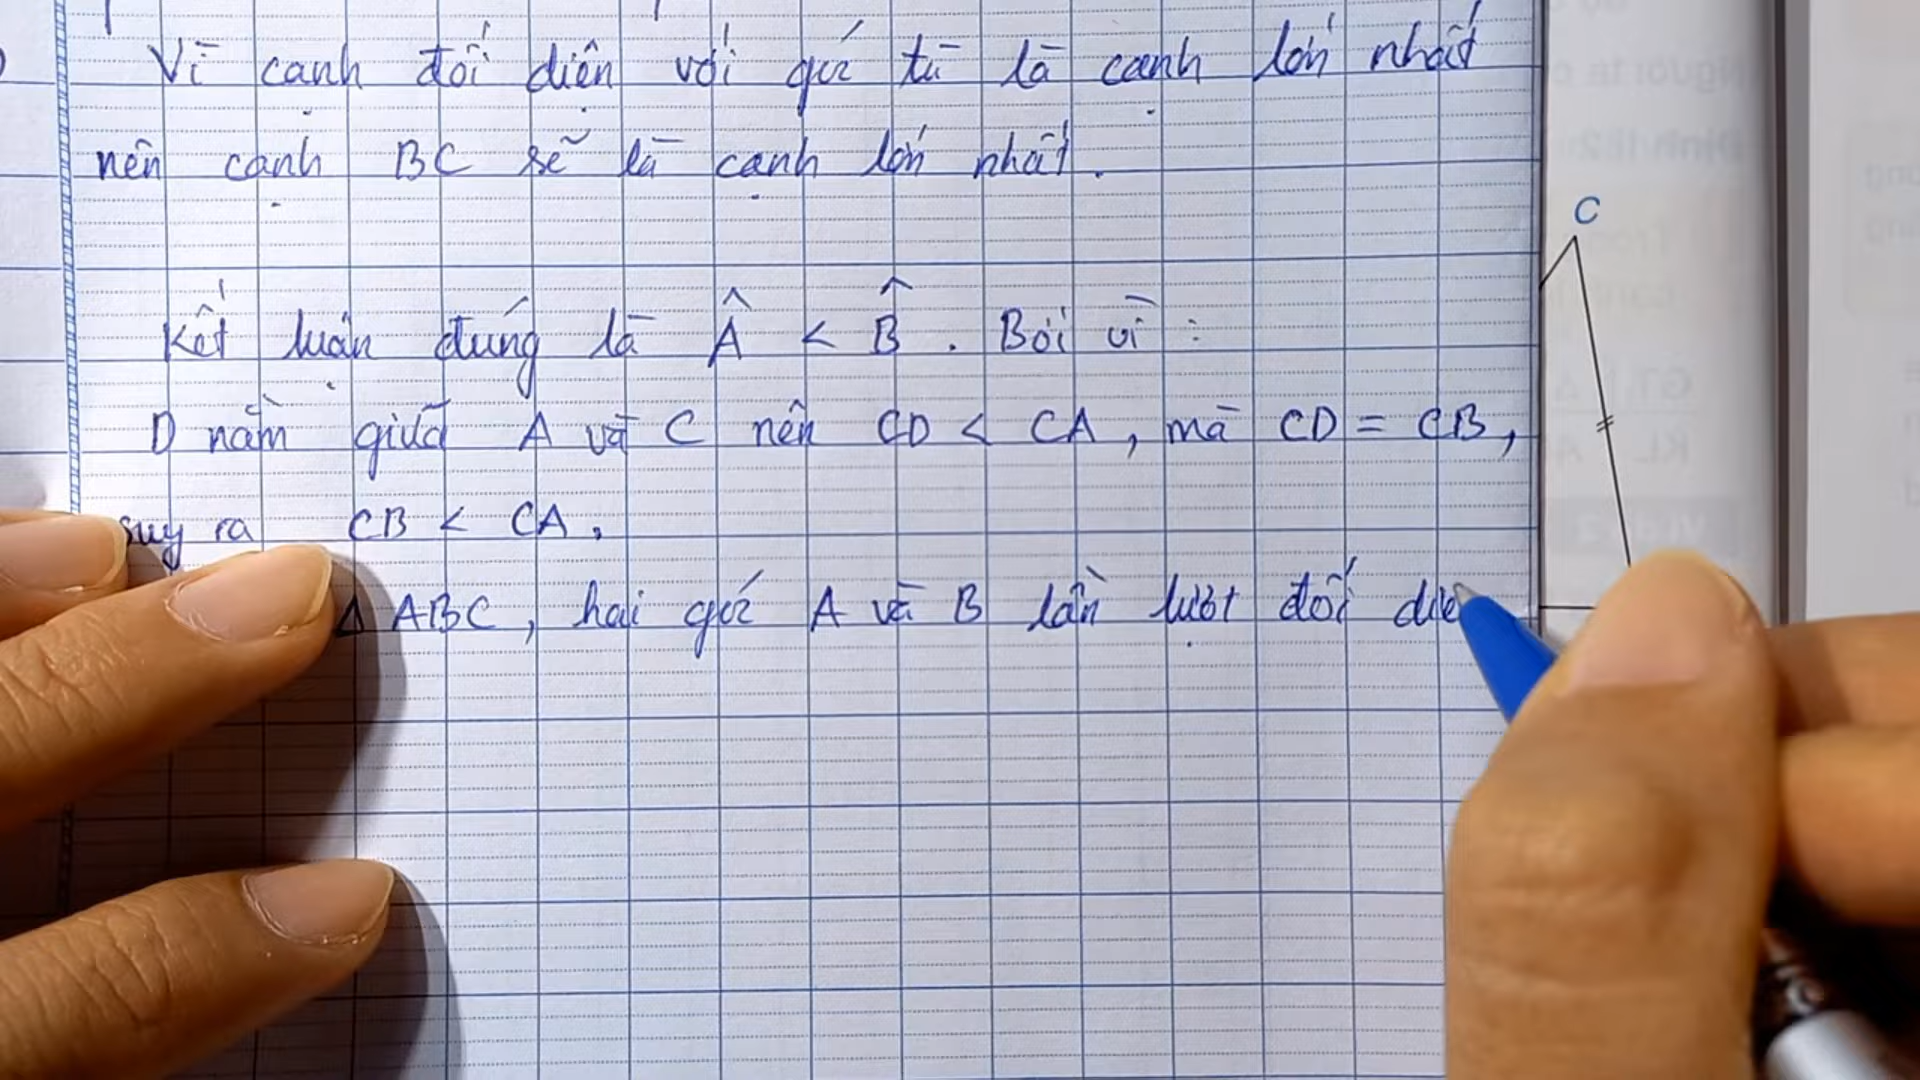 Vì cạnh đối diện với góc tù là cạnh lớn nhất
nên cạnh BC sẽ là cạnh lớn nhất.
C
Kết luận đúng là Â < B̂. Bởi vì:
D nằm giữa A và C nên CD < CA, mà CD = CB,
suy ra CB < CA.
Δ ABC, hai góc A và B lần lượt đối diệ